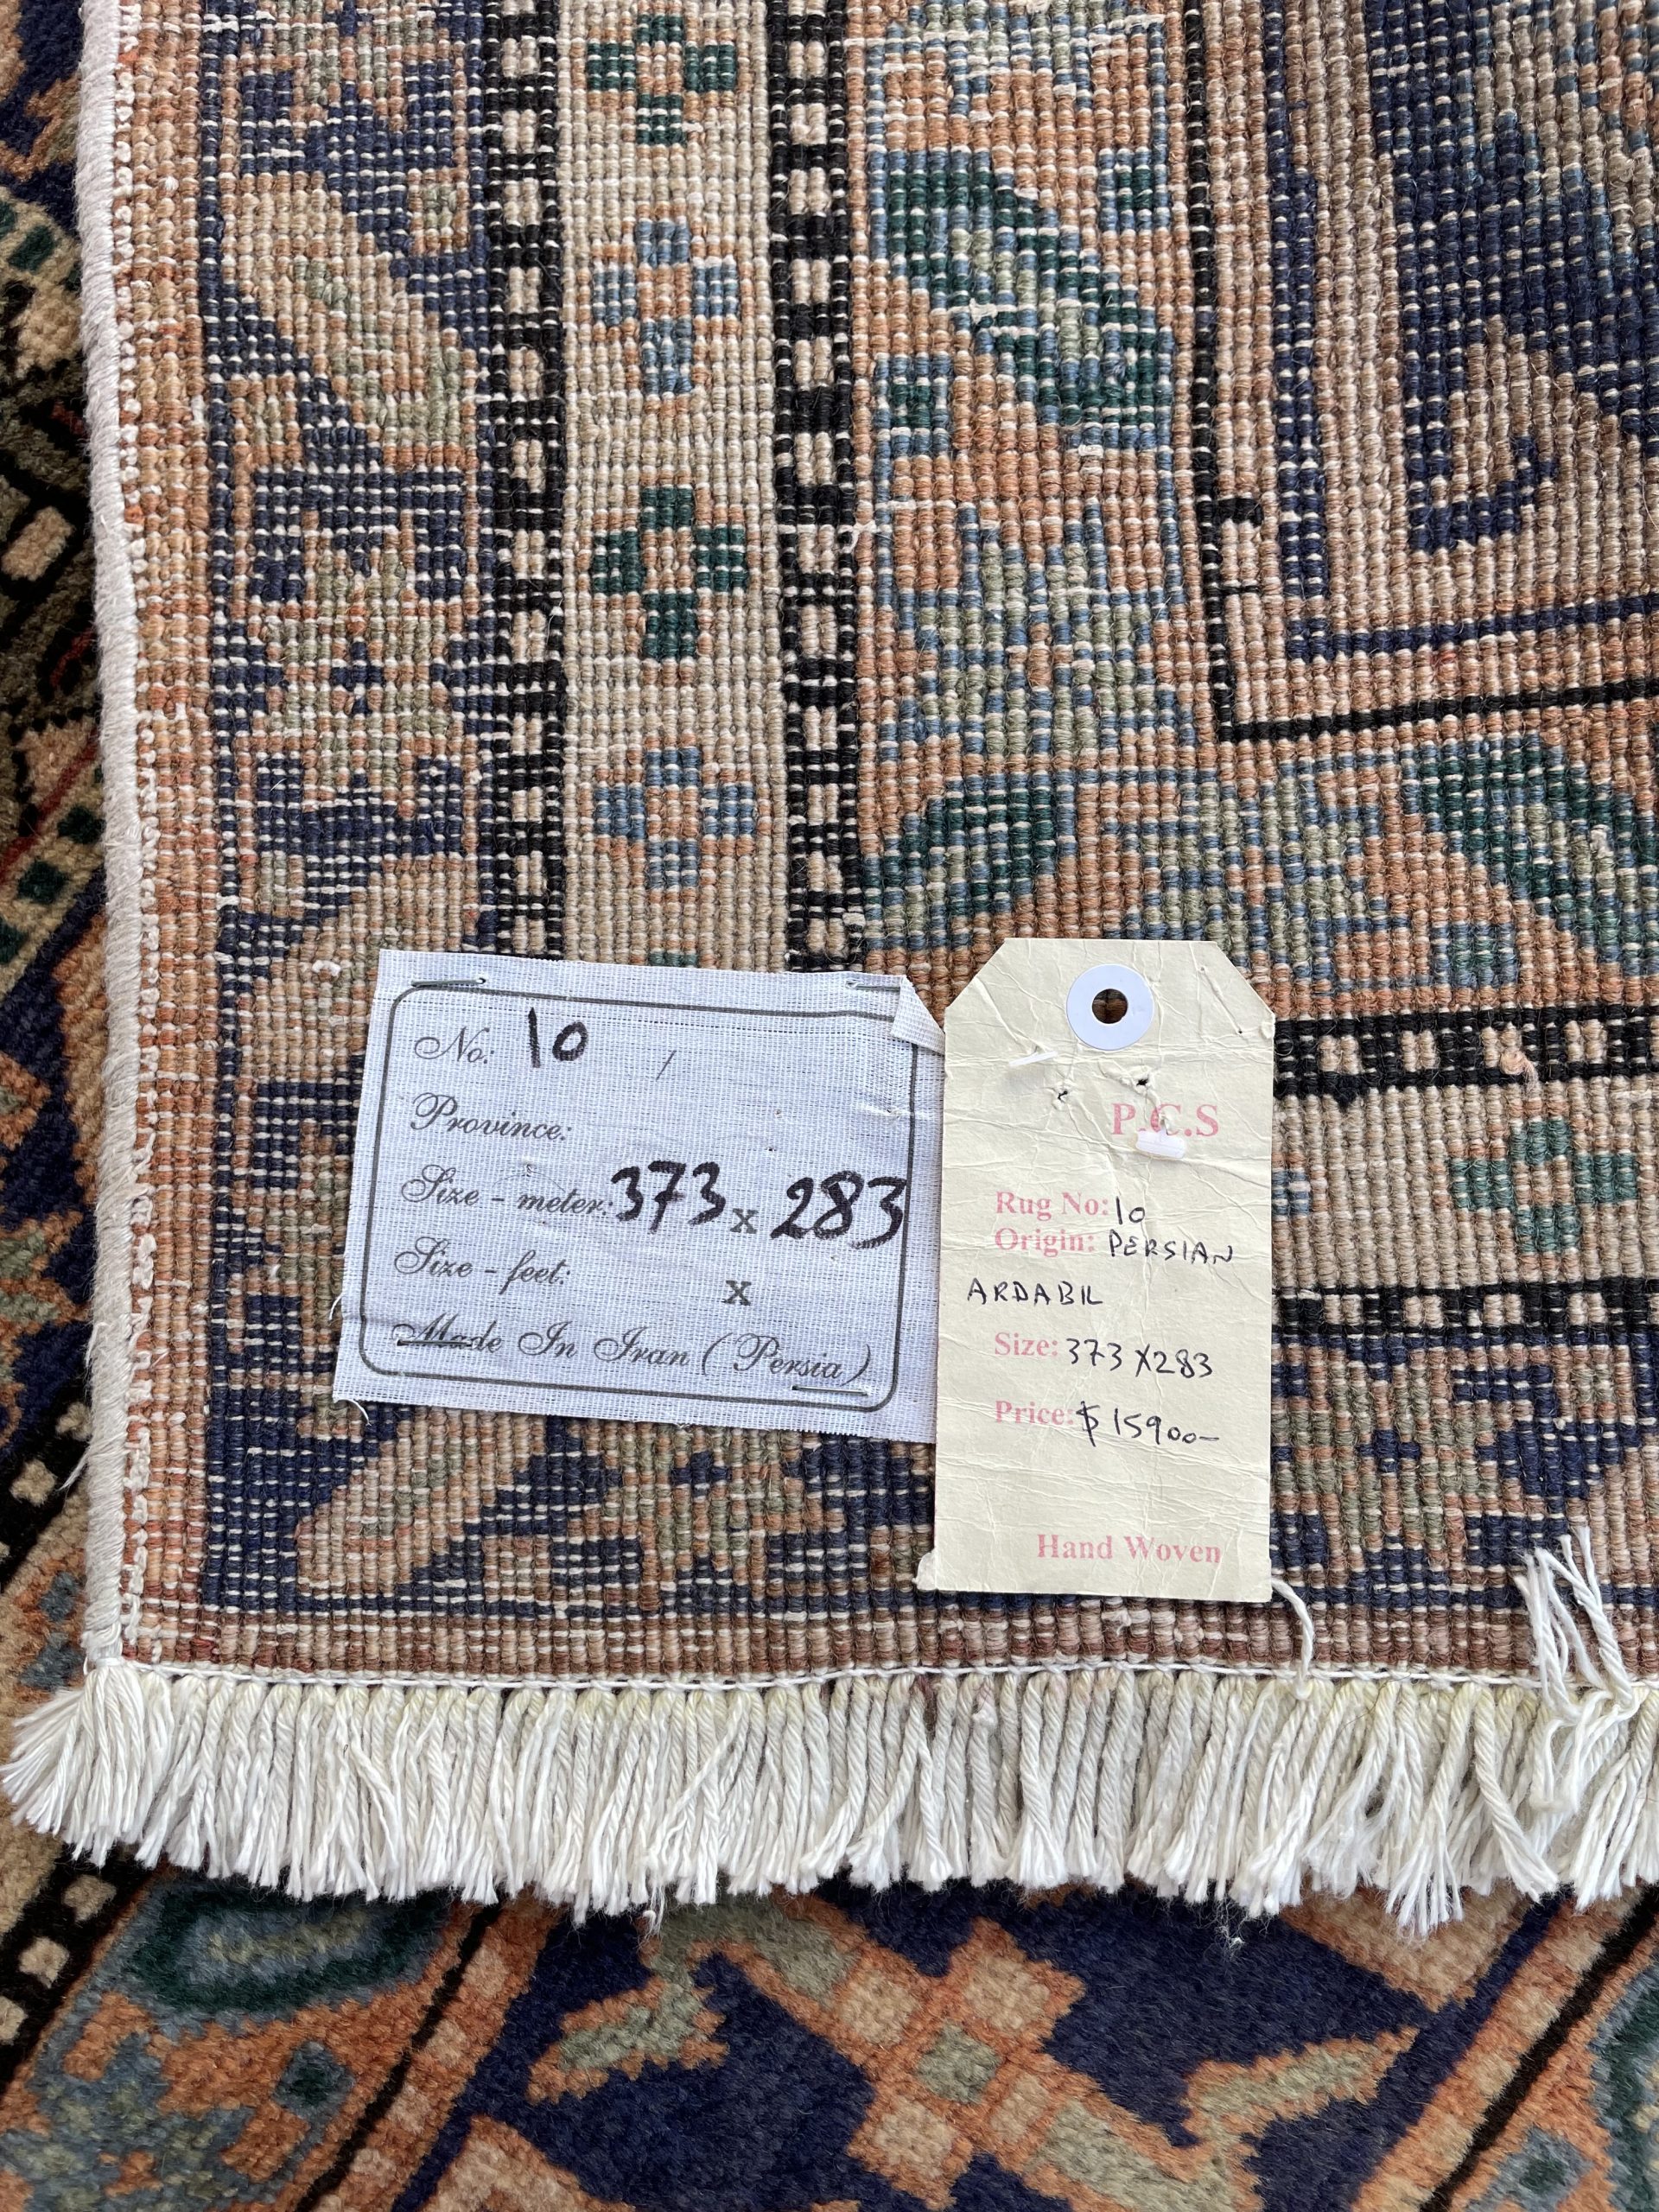 No: 10 /
Province:
Size - meter: 373 x 283
Size - feet: x
Made In Iran (Persia)
P.C.S
Rug No: 10
Origin: PERSIAN
ARDABIL
Size: 373 X 283
Price: $ 15900-
Hand Woven